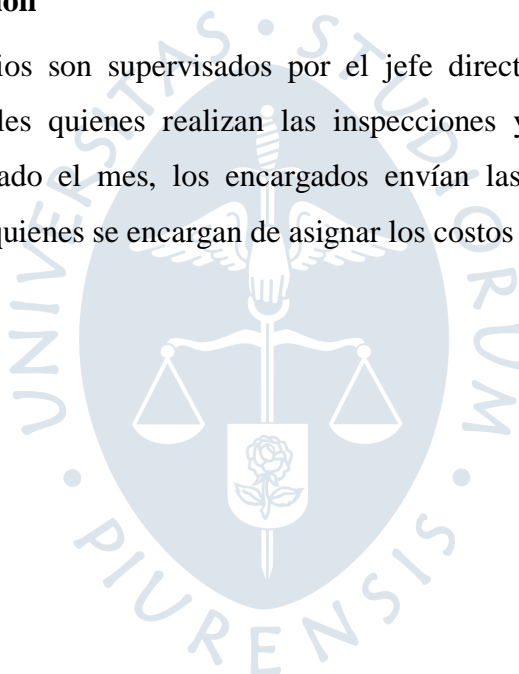 ios son supervisados por el jefe direct
les quienes realizan las inspecciones y
ado el mes, los encargados envían las
quienes se encargan de asignar los costos
UNIVERSITAS • STUDIORUM • PIURENSIS